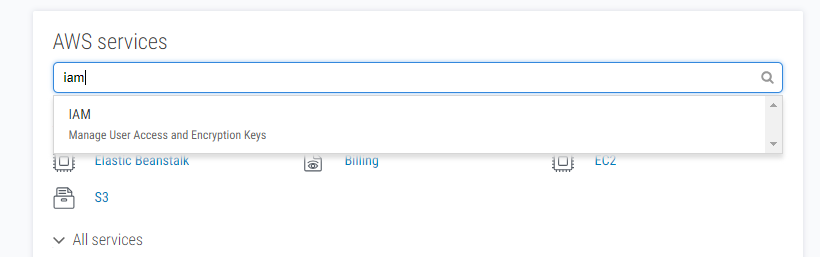 AWS services
iam
IAM
Manage User Access and Encryption Keys
Elastic Beanstalk
Billing
EC2
S3
All services